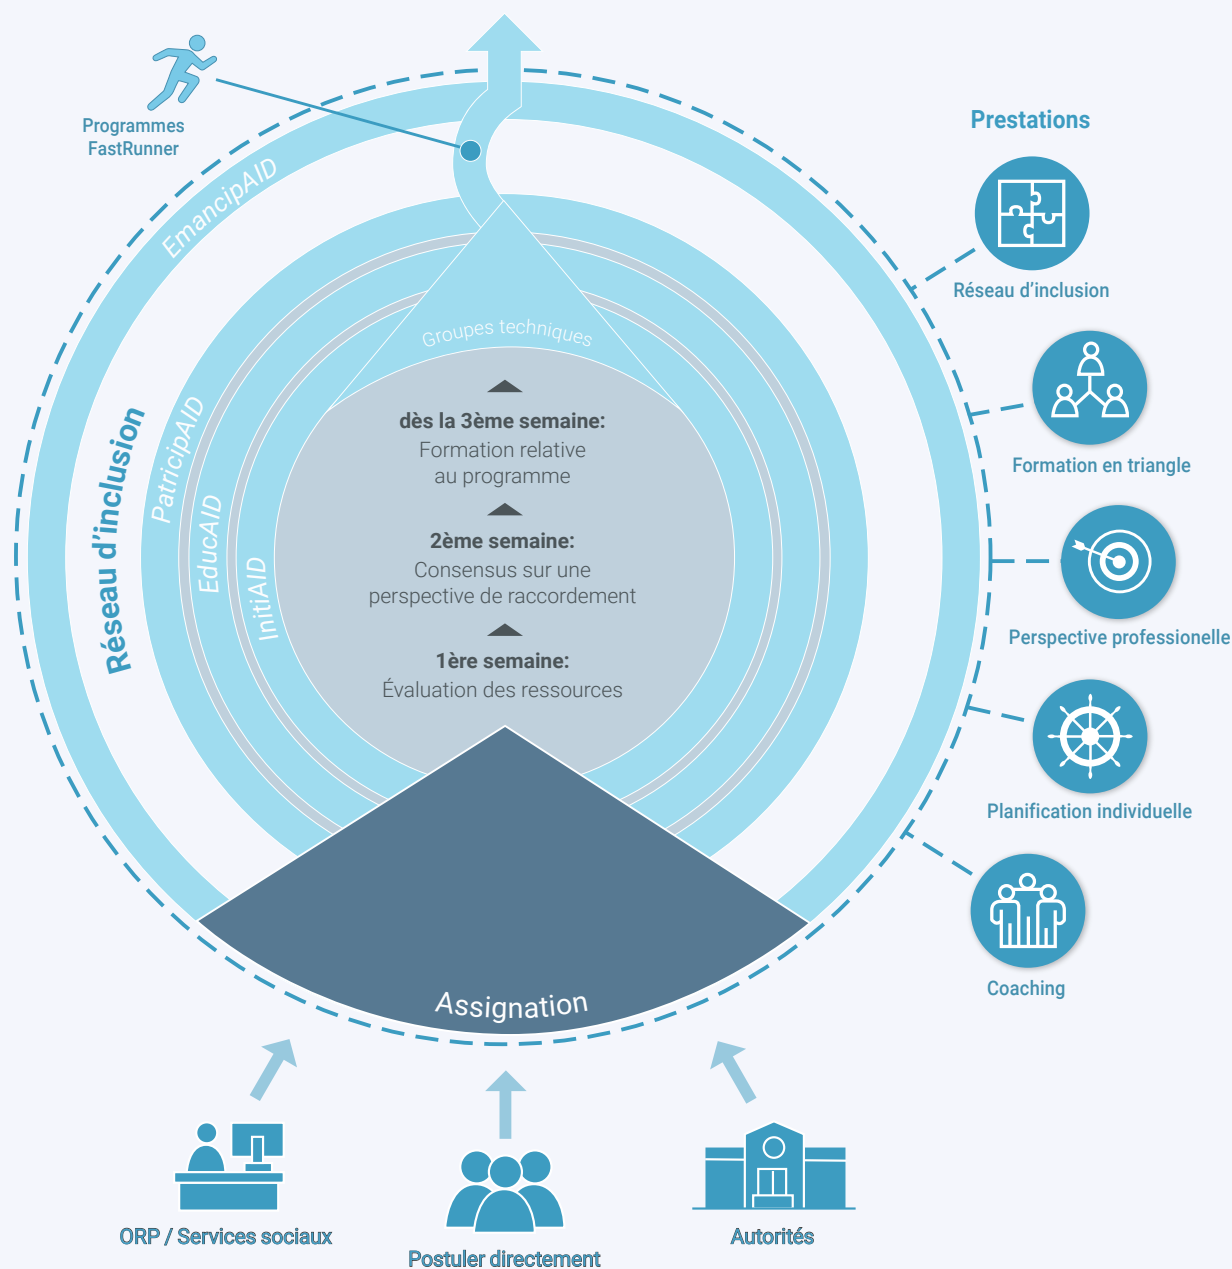 Programmes
FastRunner
EmancipAID
Réseau d'inclusion
PatricipAID
EducAID
InitiAID
Groupes techniques
dès la 3ème semaine:
Formation relative
au programme
2ème semaine:
Consensus sur une
perspective de raccordement
1ère semaine:
Évaluation des ressources
Assignation
Prestations
Réseau d'inclusion
Formation en triangle
Perspective professionelle
Planification individuelle
Coaching
ORP / Services sociaux
Postuler directement
Autorités